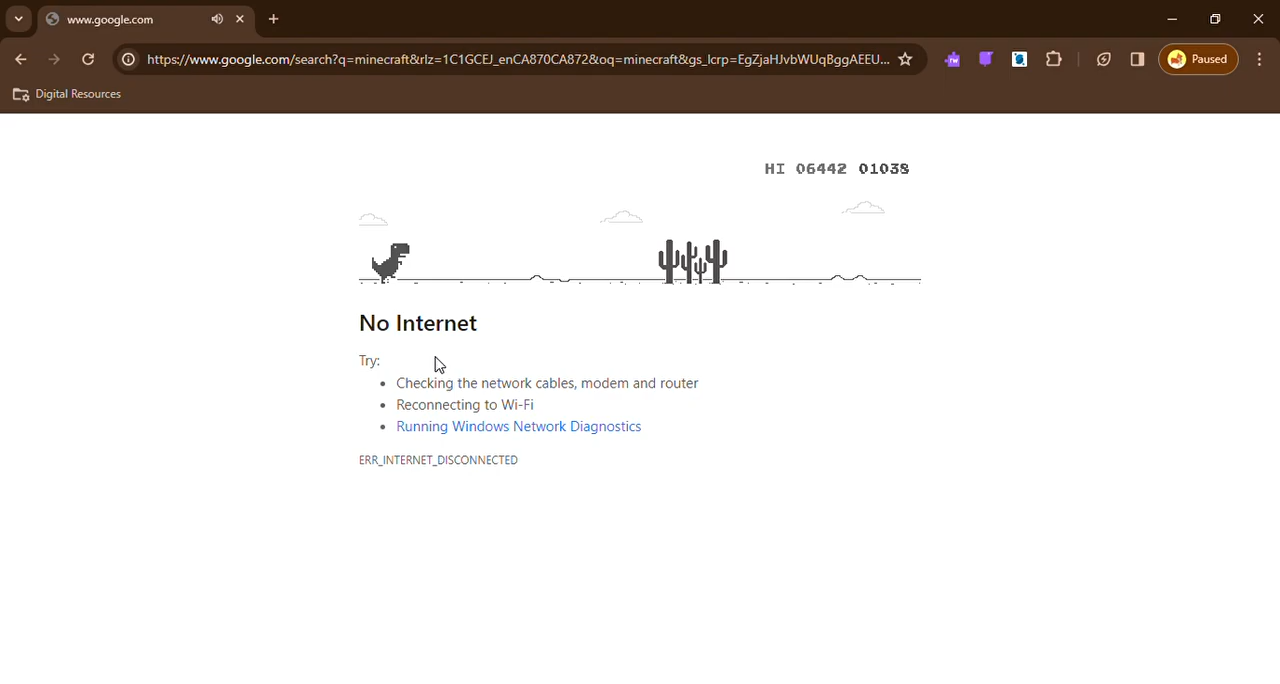 www.google.com
https://www.google.com/search?q=minecraft&rlz=1C1GCEJ_enCA870CA872&oq=minecraft&gs_lcrp=EgZjaHJvbWUqBggAEEU...
rw
Paused
Digital Resources
HI 06442 01038
No Internet
Try:
Checking the network cables, modem and router
Reconnecting to Wi-Fi
Running Windows Network Diagnostics
ERR_INTERNET_DISCONNECTED